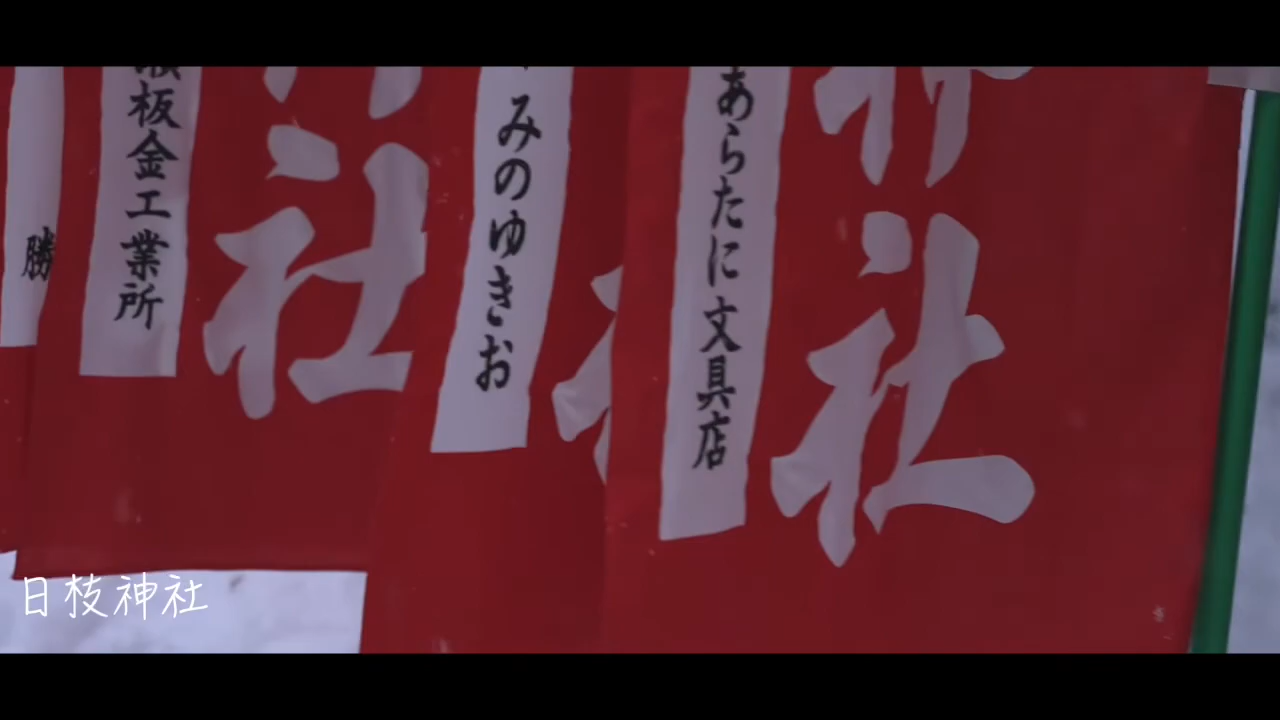 社
あらたに文具店
みのゆきお
社
板金工業所
勝
日枝神社